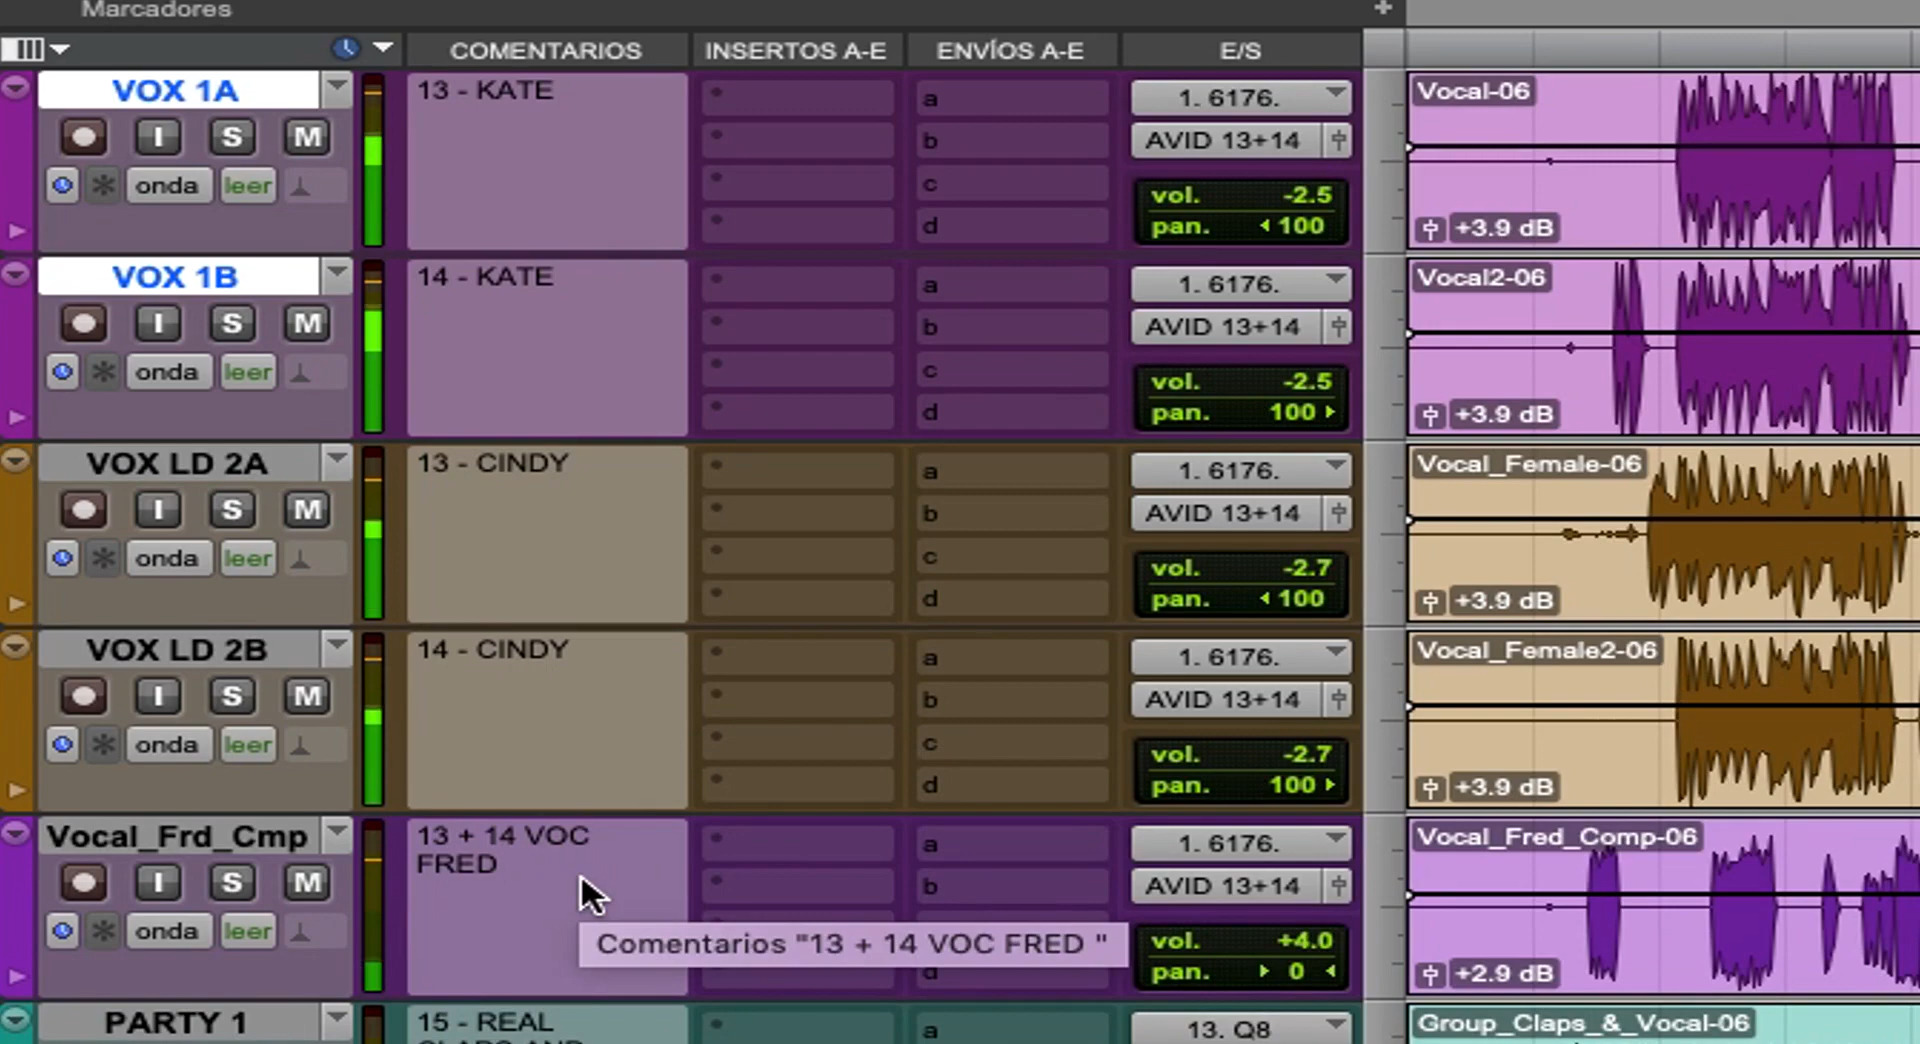 Marcadores
COMENTARIOS INSERTOS A-E ENVÍOS A-E E/S
VOX 1A 13 - KATE a 1. 6176. Vocal-06
I S M b AVID 13+14
onda leer c vol. -2.5
d pan. 100 +3.9 dB
VOX 1B 14 - KATE a 1. 6176. Vocal2-06
I S M b AVID 13+14
onda leer c vol. -2.5
d pan. 100 +3.9 dB
VOX LD 2A 13 - CINDY a 1. 6176. Vocal_Female-06
I S M b AVID 13+14
onda leer c vol. -2.7
d pan. 100 +3.9 dB
VOX LD 2B 14 - CINDY a 1. 6176. Vocal_Female2-06
I S M b AVID 13+14
onda leer c vol. -2.7
d pan. 100 +3.9 dB
Vocal_Frd_Cmp 13 + 14 VOC a 1. 6176. Vocal_Fred_Comp-06
FRED
I S M b AVID 13+14
onda leer Comentarios "13 + 14 VOC FRED " vol. +4.0
d pan. 0 +2.9 dB
PARTY 1 15 - REAL a 13. Q8 Group_Claps_&_Vocal-06